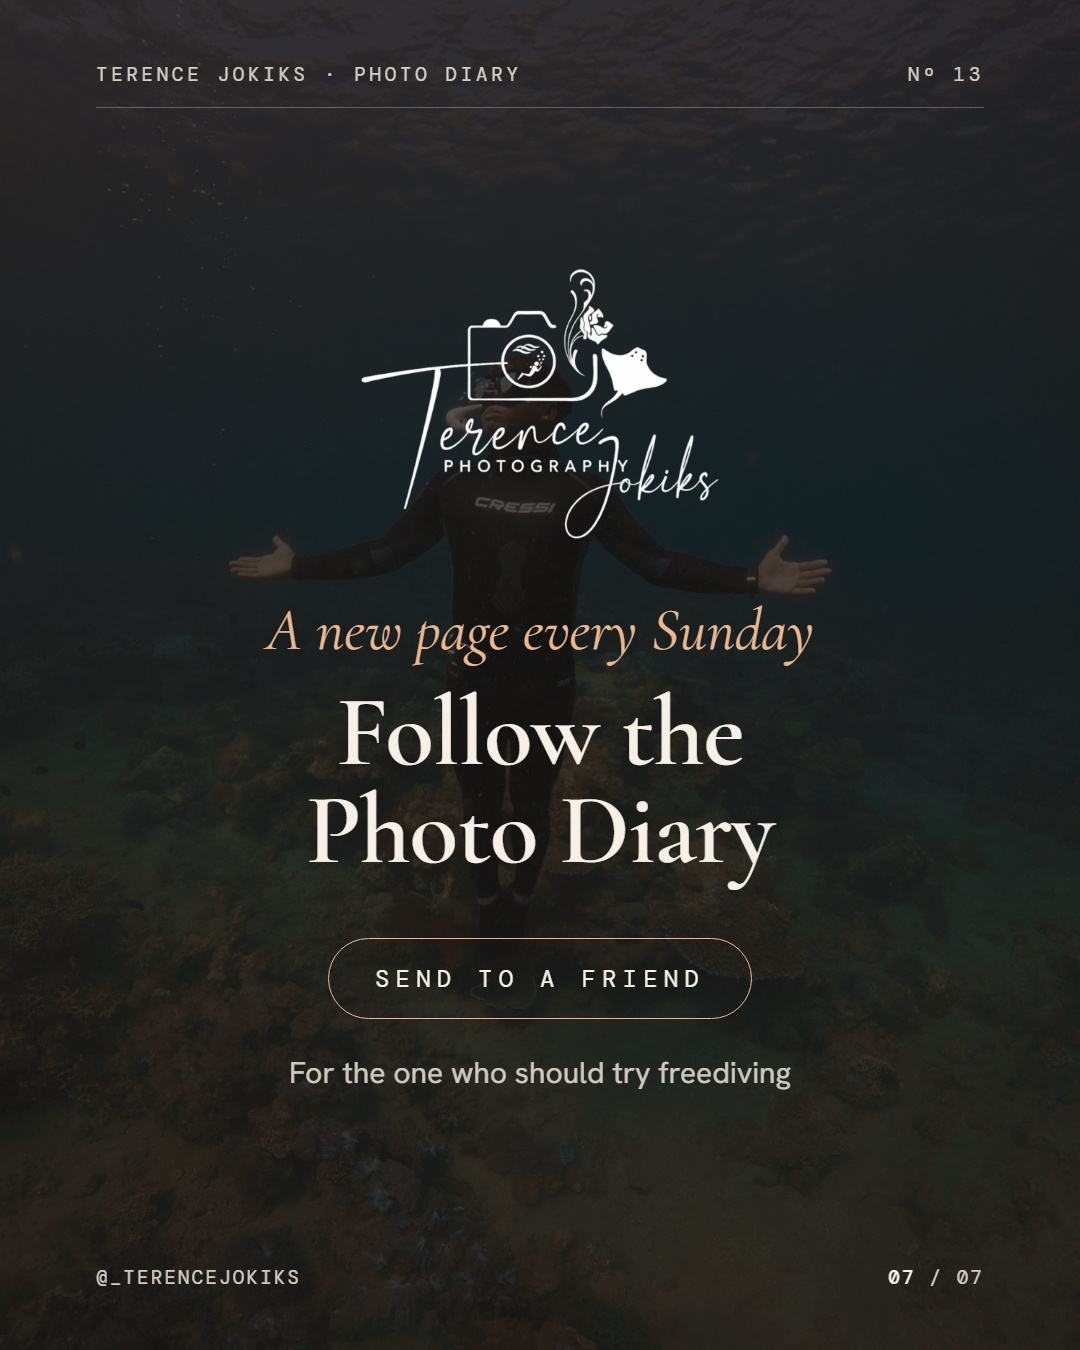 TERENCE JOKIKS · PHOTO DIARY
Nº 13
Terence
PHOTOGRAPHY
Jokiks
CRESSI
A new page every Sunday
Follow the
Photo Diary
SEND TO A FRIEND
For the one who should try freediving
@_TERENCEJOKIKS
07 / 07